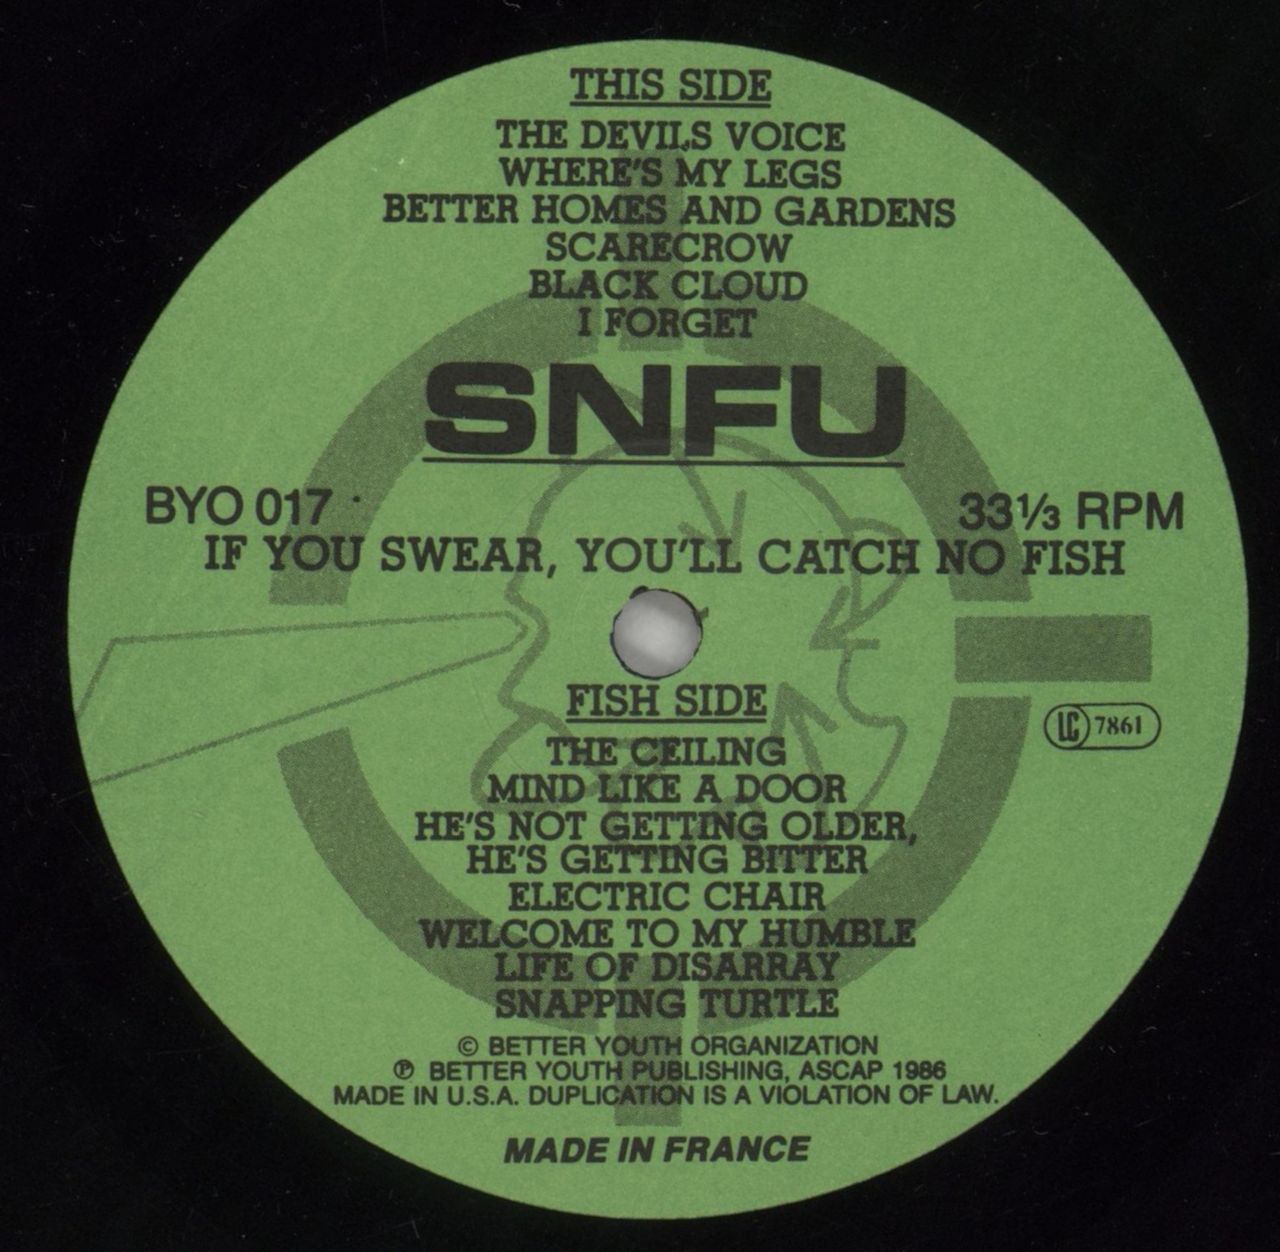 THIS SIDE
THE DEVILS VOICE
WHERE'S MY LEGS
BETTER HOMES AND GARDENS
SCARECROW
BLACK CLOUD
I FORGET
SNFU
BYO 017
33⅓ RPM
IF YOU SWEAR, YOU'LL CATCH NO FISH
FISH SIDE
LC 7861
THE CEILING
MIND LIKE A DOOR
HE'S NOT GETTING OLDER,
HE'S GETTING BITTER
ELECTRIC CHAIR
WELCOME TO MY HUMBLE
LIFE OF DISARRAY
SNAPPING TURTLE
© BETTER YOUTH ORGANIZATION
℗ BETTER YOUTH PUBLISHING, ASCAP 1986
MADE IN U.S.A. DUPLICATION IS A VIOLATION OF LAW.
MADE IN FRANCE